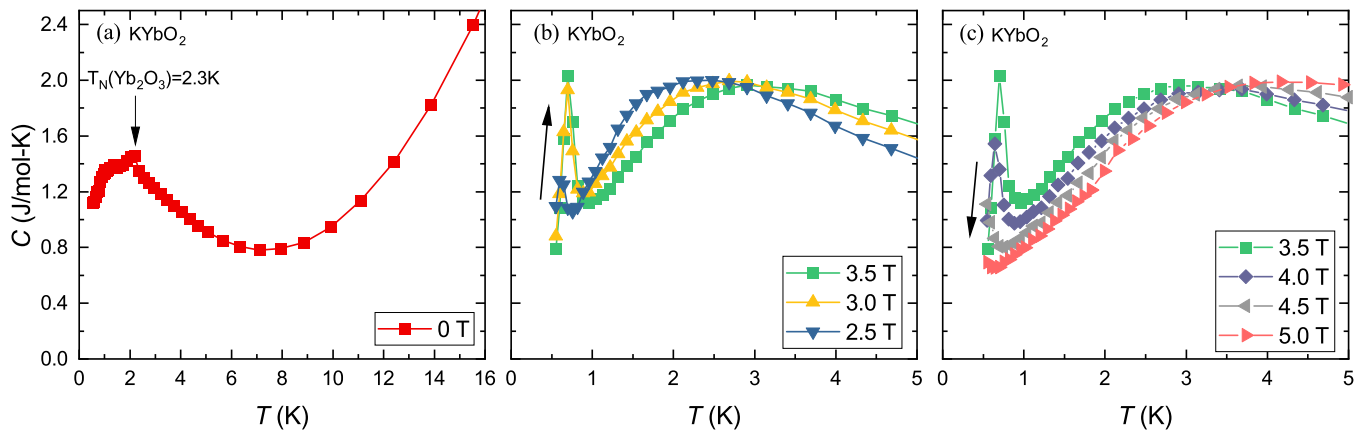 (a) KYbO₂
T_N(Yb₂O₃)=2.3K
C (J/mol-K)
2.4
2.0
1.6
1.2
0.8
0.4
0.0
0 T
0 2 4 6 8 10 12 14 16
T (K)
(b) KYbO₂
3.5 T
3.0 T
2.5 T
0 1 2 3 4 5
T (K)
(c) KYbO₂
3.5 T
4.0 T
4.5 T
5.0 T
0 1 2 3 4 5
T (K)